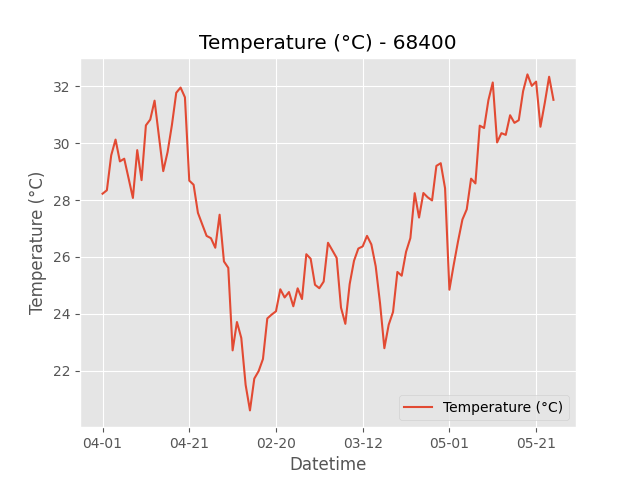 Temperature (°C) - 68400
Temperature (°C)
32
30
28
26
24
22
04-01 04-21 02-20 03-12 05-01 05-21
Datetime
Temperature (°C)